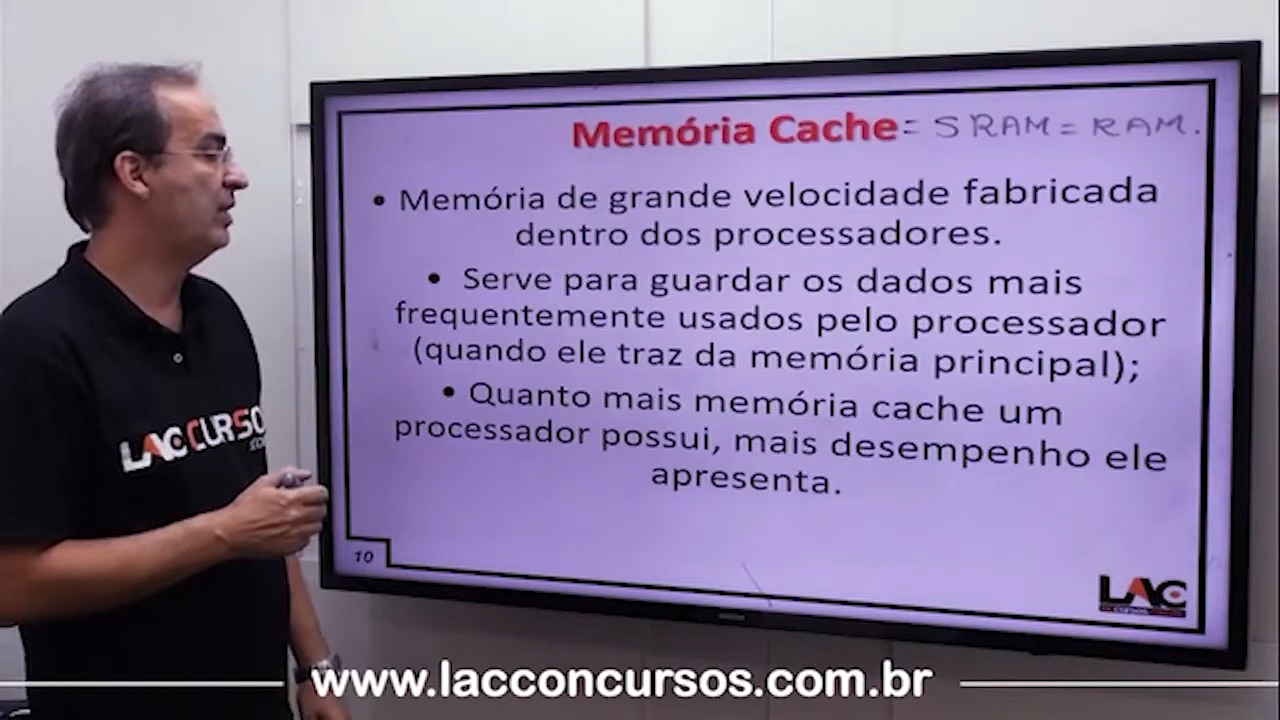 Memória Cache = SRAM = RAM.
• Memória de grande velocidade fabricada
dentro dos processadores.
• Serve para guardar os dados mais
frequentemente usados pelo processador
(quando ele traz da memória principal);
• Quanto mais memória cache um
processador possui, mais desempenho ele
apresenta.
10
LAC
LAC CURSO
www.lacconcursos.com.br